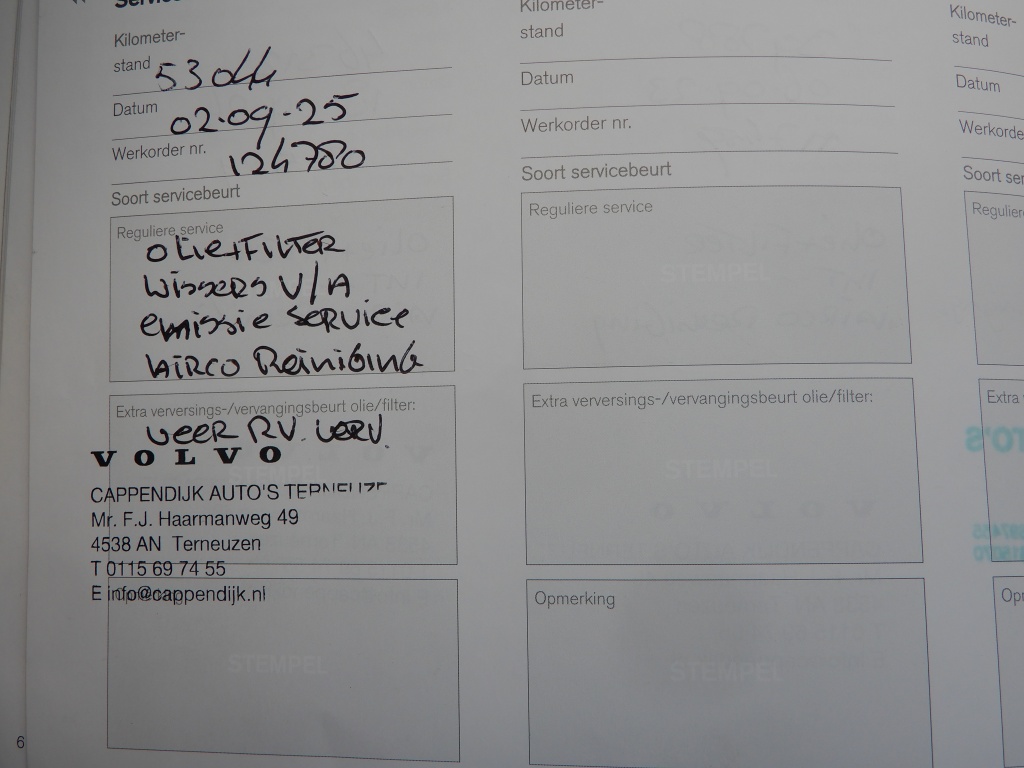 Kilometer-
stand 53044
Datum 02-09-25
Werkorder nr. 124780
Soort servicebeurt
Reguliere service
OLIE+FILTER
WISSERS V/A
EMISSIE SERVICE
AIRCO REINIGING
Extra verversings-/vervangingsbeurt olie/filter:
VEER RV. VERV.
VOLVO
CAPPENDIJK AUTO'S TERNEUZE
Mr. F.J. Haarmanweg 49
4538 AN Terneuzen
T 0115 69 74 55
E info@cappendijk.nl
STEMPEL
6
Kilometer-
stand
Datum
Werkorder nr.
Soort servicebeurt
Reguliere service
STEMPEL
Extra verversings-/vervangingsbeurt olie/filter:
STEMPEL
Opmerking
STEMPEL
Kilometer-
stand
Datum
Werkorde
Soort ser
Reguliere
Extra